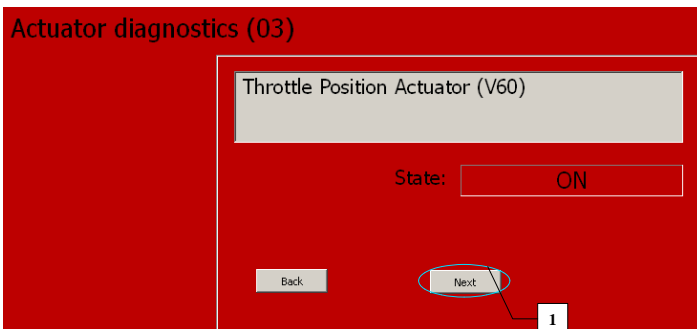 Actuator diagnostics (03)
Throttle Position Actuator (V60)
State: ON
Back Next
1